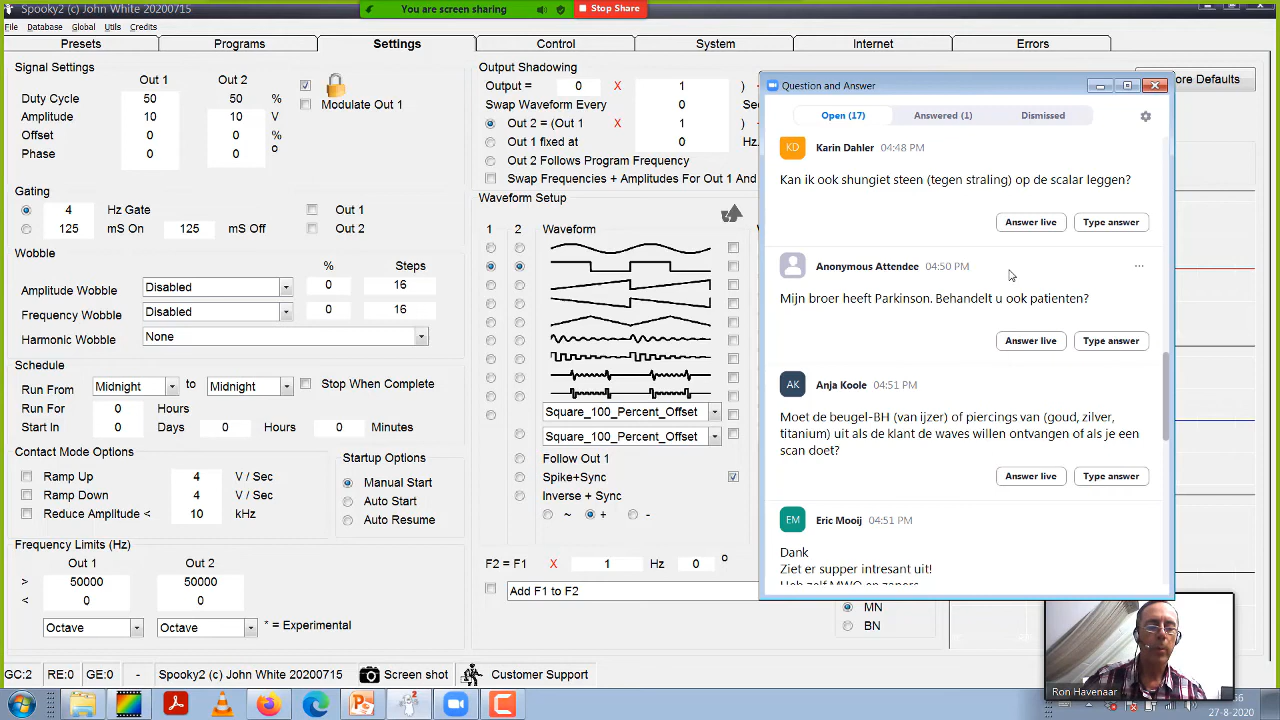 Spooky2 (c) John White 20200715
You are screen sharing
Stop Share
File Database Global Utils Credits
Presets Programs Settings Control System Internet Errors
Signal Settings
Out 1 Out 2
Duty Cycle 50 50 %
Amplitude 10 10 V
Offset 0 0 %
Phase 0 0 °
Modulate Out 1
Gating
4 Hz Gate Out 1
125 mS On 125 mS Off Out 2
Wobble
% Steps
Amplitude Wobble Disabled 0 16
Frequency Wobble Disabled 0 16
Harmonic Wobble None
Schedule
Run From Midnight to Midnight Stop When Complete
Run For 0 Hours
Start In 0 Days 0 Hours 0 Minutes
Contact Mode Options
Ramp Up 4 V / Sec
Ramp Down 4 V / Sec
Reduce Amplitude < 10 kHz
Startup Options
Manual Start
Auto Start
Auto Resume
Frequency Limits (Hz)
Out 1 Out 2
> 50000 50000
< 0 0
Octave Octave * = Experimental
Output Shadowing
Output = 0 X 1 )
Swap Waveform Every 0 Sec
Out 2 = (Out 1 X 1 )
Out 1 fixed at 0 Hz.
Out 2 Follows Program Frequency
Swap Frequencies + Amplitudes For Out 1 And
Waveform Setup
1 2 Waveform
Square_100_Percent_Offset
Square_100_Percent_Offset
Follow Out 1
Spike+Sync
Inverse + Sync
~ + -
F2 = F1 X 1 Hz 0 °
Add F1 to F2
MN
BN
ore Defaults
Question and Answer
Open (17) Answered (1) Dismissed
KD Karin Dahler 04:48 PM
Kan ik ook shungiet steen (tegen straling) op de scalar leggen?
Answer live Type answer
Anonymous Attendee 04:50 PM ...
Mijn broer heeft Parkinson. Behandelt u ook patienten?
Answer live Type answer
AK Anja Koole 04:51 PM
Moet de beugel-BH (van ijzer) of piercings van (goud, zilver,
titanium) uit als de klant de waves willen ontvangen of als je een
scan doet?
Answer live Type answer
EM Eric Mooij 04:51 PM
Dank
Ziet er supper intresant uit!
Heb zelf MWO en zapers
Ron Havenaar
GC:2 RE:0 GE:0 - Spooky2 (c) John White 20200715 Screen shot Customer Support
56
27-8-2020